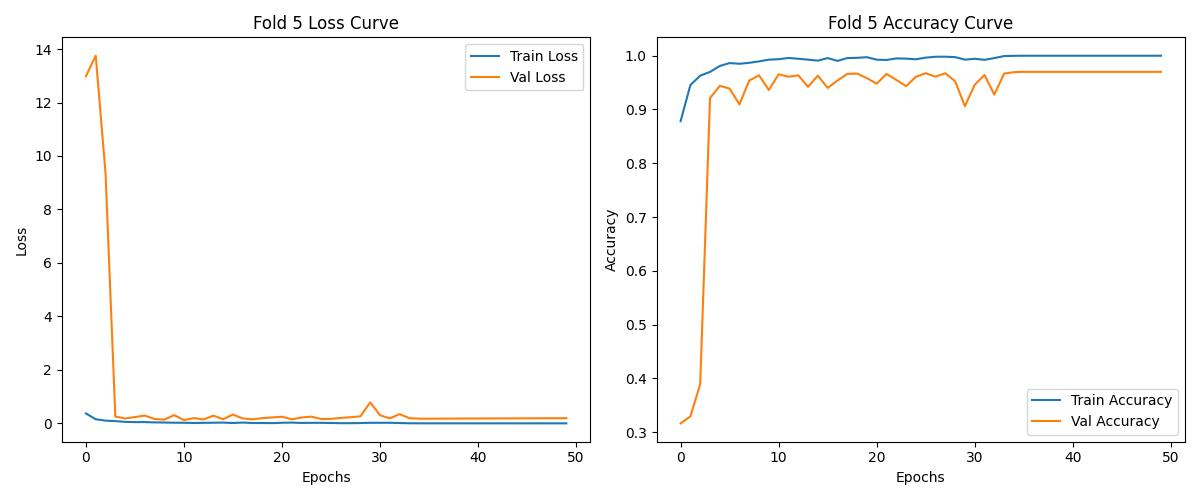 Fold 5 Loss Curve
Loss
14
12
10
8
6
4
2
0
0 10 20 30 40 50
Epochs
Train Loss
Val Loss
Fold 5 Accuracy Curve
Accuracy
1.0
0.9
0.8
0.7
0.6
0.5
0.4
0.3
0 10 20 30 40 50
Epochs
Train Accuracy
Val Accuracy